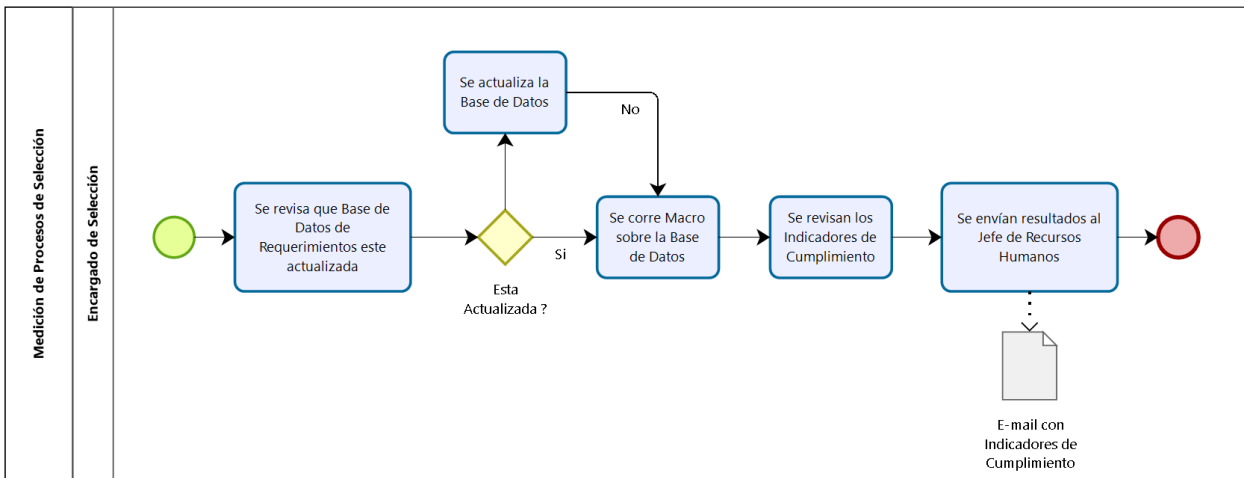 Medición de Procesos de Selección
Encargado de Selección
Se revisa que Base de
Datos de
Requerimientos este
actualizada
Esta
Actualizada ?
Se actualiza la
Base de Datos
No
Si
Se corre Macro
sobre la Base
de Datos
Se revisan los
Indicadores de
Cumplimiento
Se envían resultados al
Jefe de Recursos
Humanos
E-mail con
Indicadores de
Cumplimiento